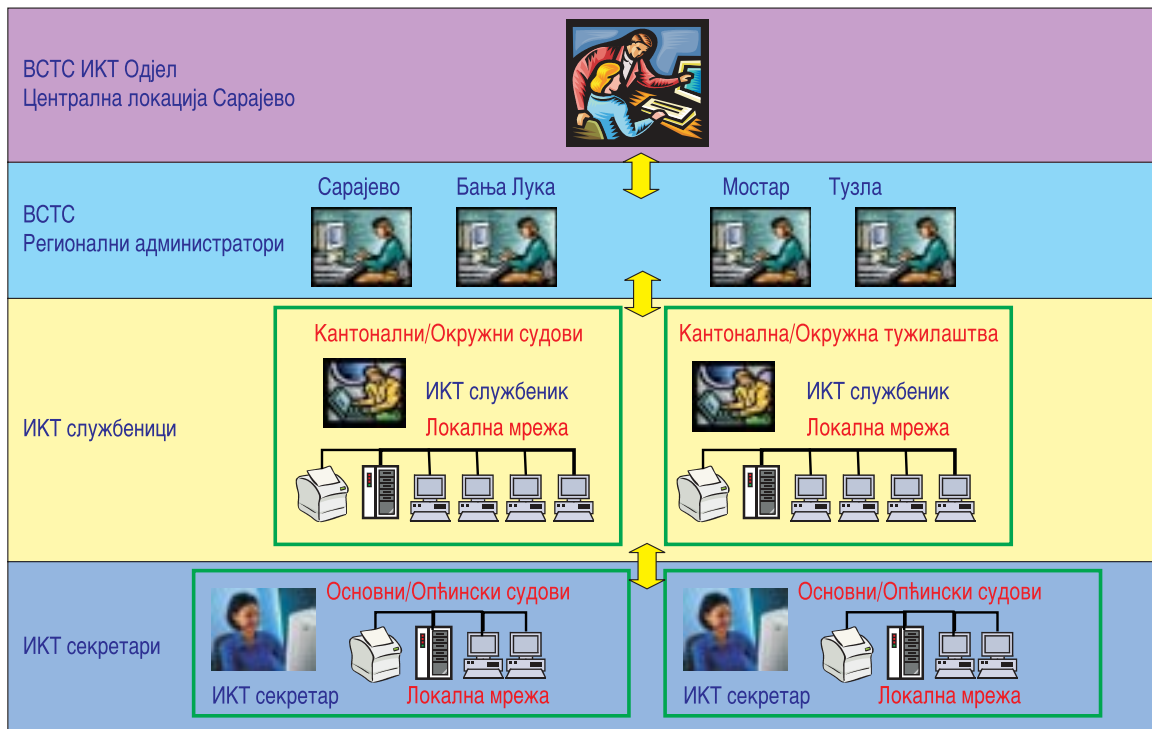 ВСТС ИКТ Одјел
Централна локација Сарајево
Сарајево
Бања Лука
Мостар
Тузла
ВСТС
Регионални администратори
Кантонални/Окружни судови
Кантонална/Окружна тужилаштва
ИКТ службеник
ИКТ службеник
ИКТ службеници
Локална мрежа
Локална мрежа
Основни/Опћински судови
Основни/Опћински судови
ИКТ секретари
ИКТ секретар
Локална мрежа
ИКТ секретар
Локална мрежа